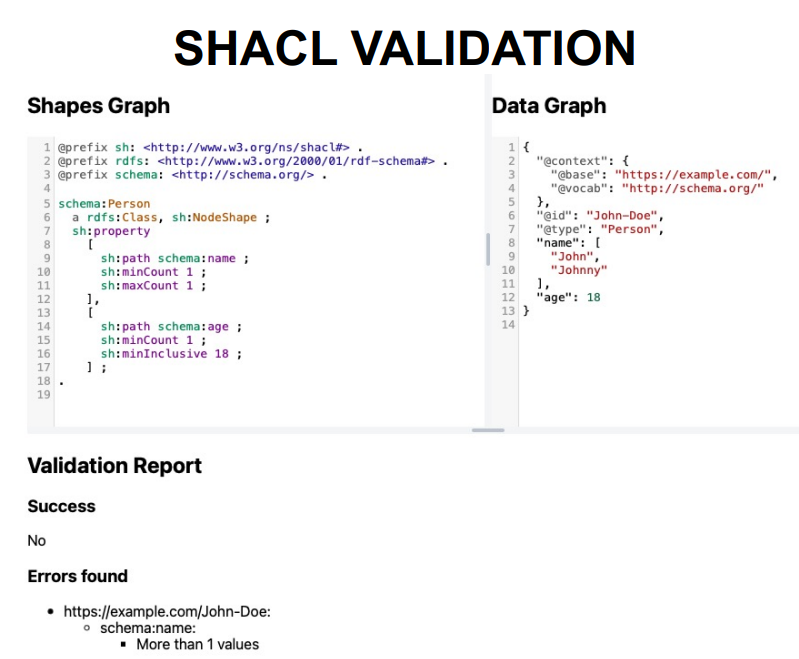 SHACL VALIDATION
Shapes Graph
1 @prefix sh: <http://www.w3.org/ns/shacl#> .
2 @prefix rdfs: <http://www.w3.org/2000/01/rdf-schema#> .
3 @prefix schema: <http://schema.org/> .
4
5 schema:Person
6   a rdfs:Class, sh:NodeShape ;
7   sh:property
8     [
9       sh:path schema:name ;
10       sh:minCount 1 ;
11       sh:maxCount 1 ;
12     ],
13     [
14       sh:path schema:age ;
15       sh:minCount 1 ;
16       sh:minInclusive 18 ;
17     ] ;
18 .
19
Data Graph
1 {
2   "@context": {
3     "@base": "https://example.com/",
4     "@vocab": "http://schema.org/"
5   },
6   "@id": "John-Doe",
7   "@type": "Person",
8   "name": [
9     "John",
10     "Johnny"
11   ],
12   "age": 18
13 }
14
Validation Report
Success
No
Errors found
• https://example.com/John-Doe:
◦ schema:name:
▪ More than 1 values